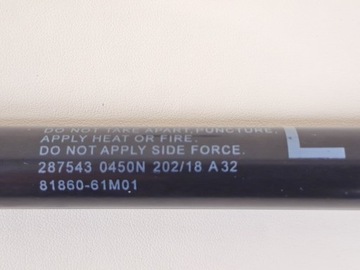 DO NOT TAKE APART, PUNCTURE,
APPLY HEAT OR FIRE.
DO NOT APPLY SIDE FORCE.
287543 0450N 202/18 A32
81860-61M01
L